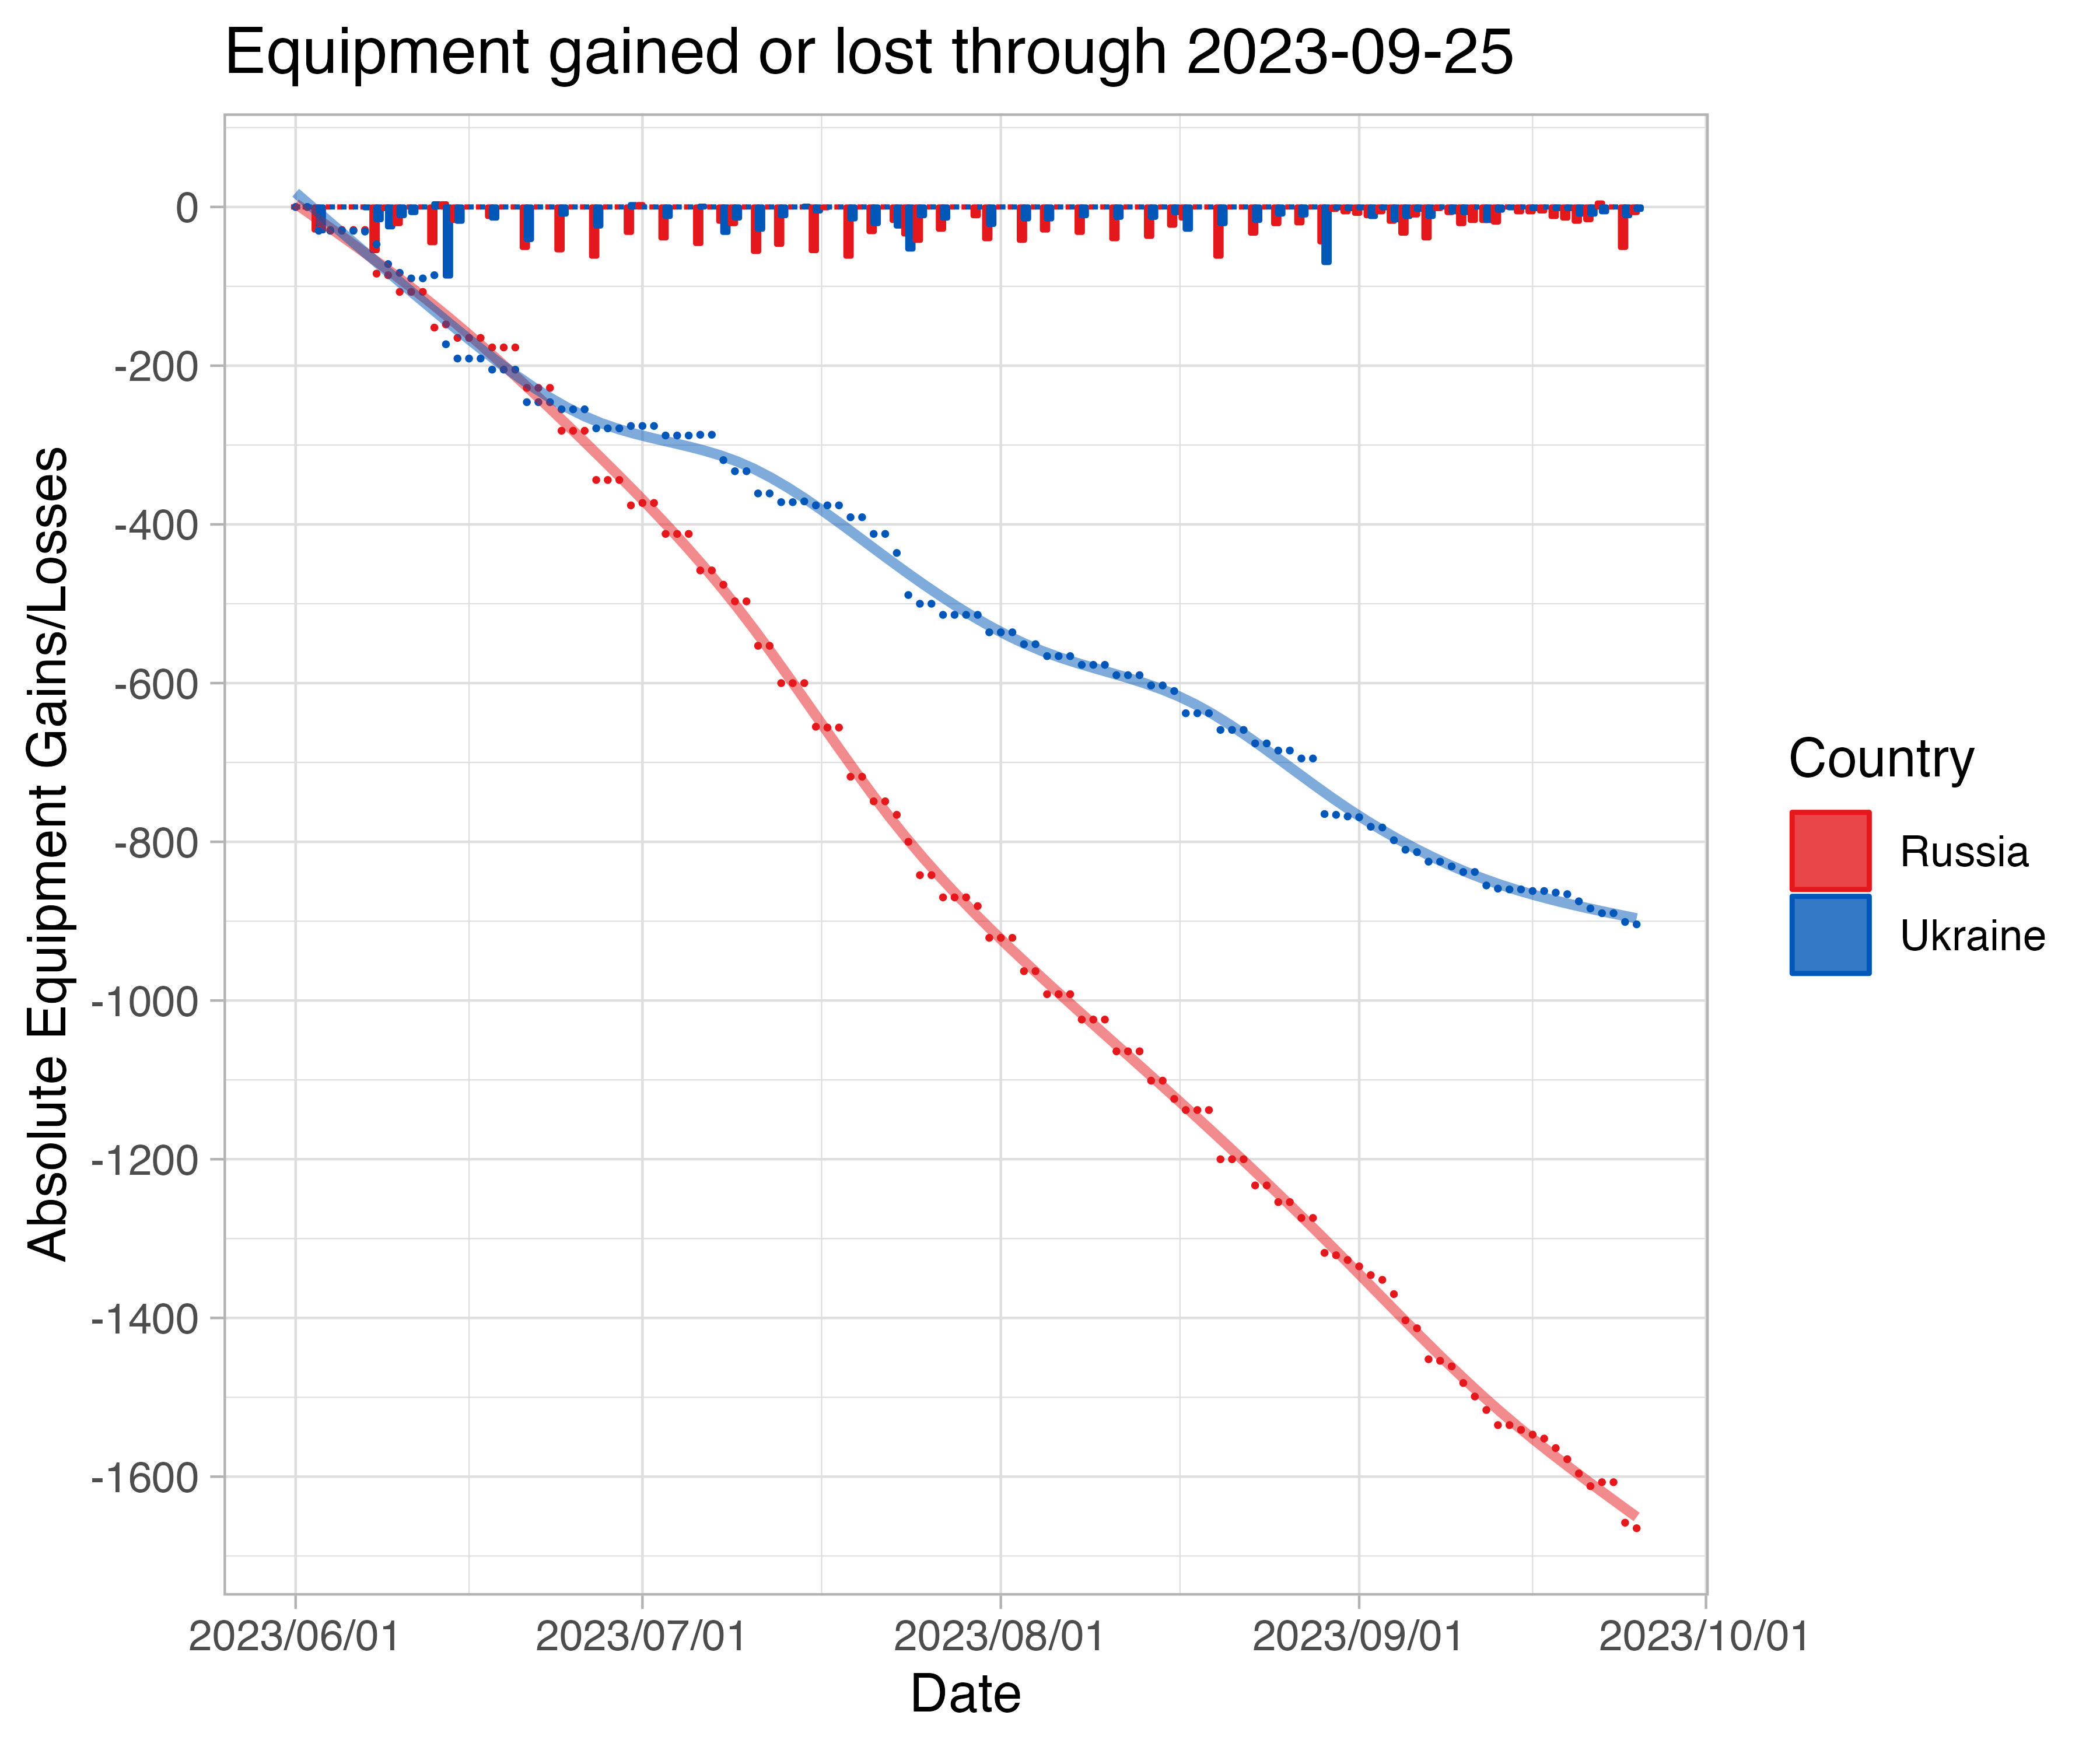 Equipment gained or lost through 2023-09-25
Absolute Equipment Gains/Losses
0
-200
-400
-600
-800
-1000
-1200
-1400
-1600
2023/06/01
2023/07/01
2023/08/01
2023/09/01
2023/10/01
Date
Country
Russia
Ukraine